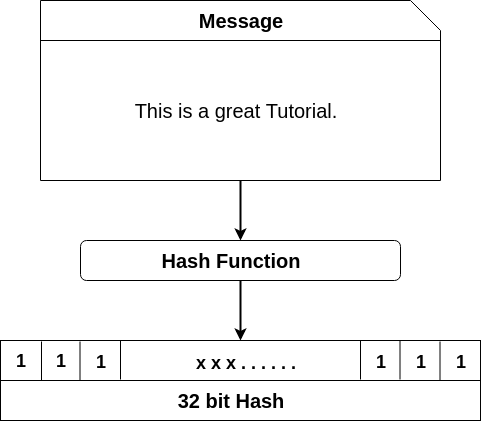 Message
This is a great Tutorial.
Hash Function
1 1 1 x x x . . . . . . 1 1 1
32 bit Hash